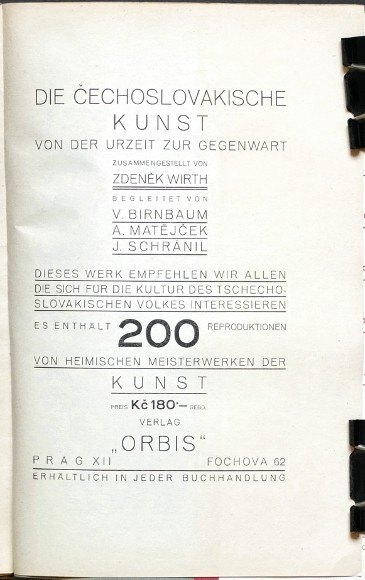 DIE ČECHOSLOVAKISCHE
KUNST
VON DER URZEIT ZUR GEGENWART
ZUSAMMENGESTELLT VON
ZDENĚK WIRTH
BEGLEITET VON
V. BIRNBAUM
A. MATĚJČEK
J. SCHRÁNIL
DIESES WERK EMPFEHLEN WIR ALLEN
DIE SICH FÜR DIE KULTUR DES TSCHECHO-
SLOVAKISCHEN VOLKES INTERESSIEREN
ES ENTHÄLT 200 REPRODUKTIONEN
VON HEIMISCHEN MEISTERWERKEN DER
KUNST
PREIS Kč 180·— GEBD.
VERLAG
„ORBIS“
PRAG XII FOCHOVA 62
ERHÄLTLICH IN JEDER BUCHHANDLUNG